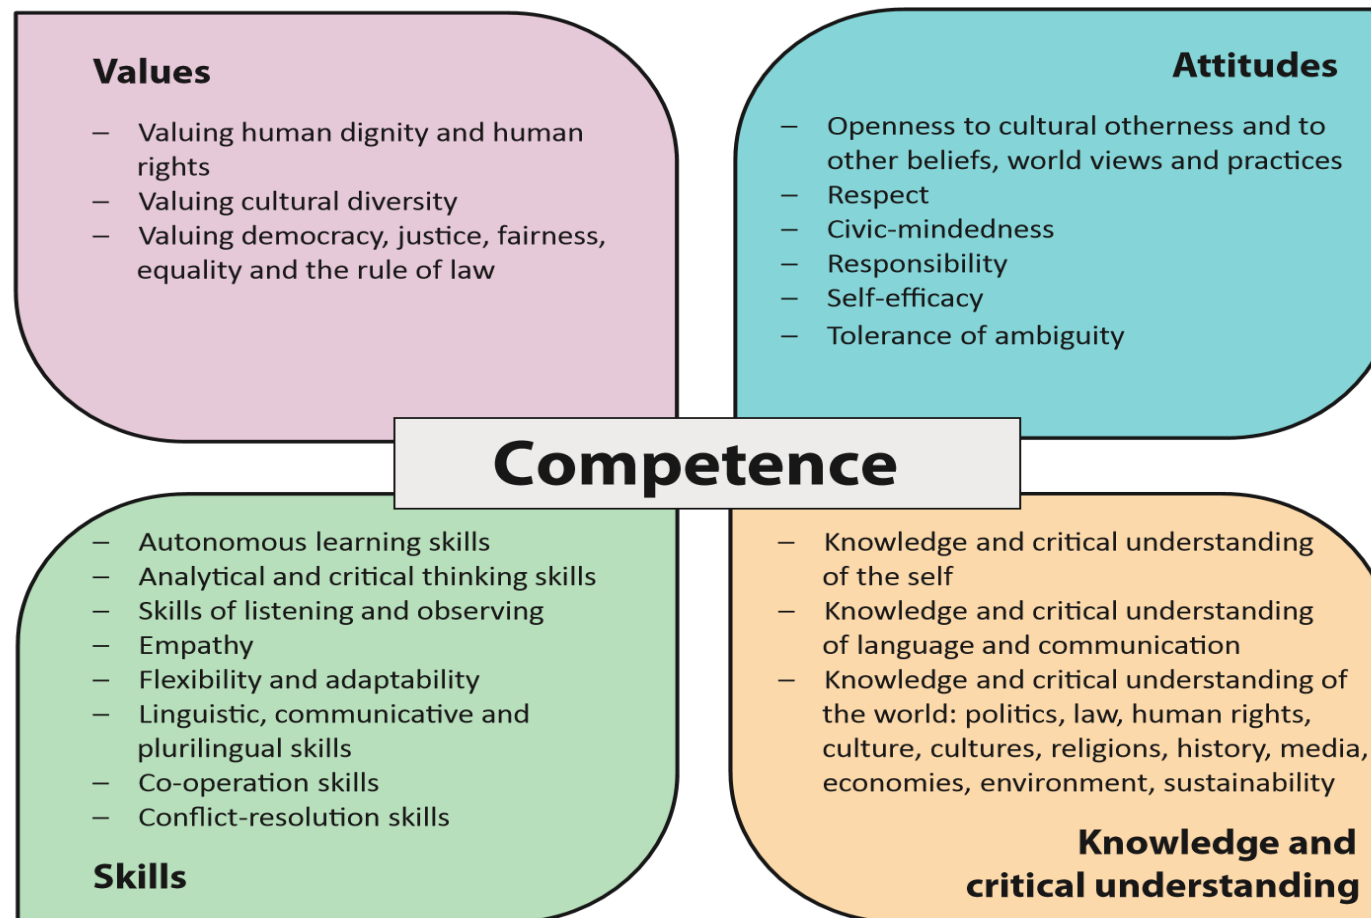 Values
– Valuing human dignity and human
rights
– Valuing cultural diversity
– Valuing democracy, justice, fairness,
equality and the rule of law
Attitudes
– Openness to cultural otherness and to
other beliefs, world views and practices
– Respect
– Civic-mindedness
– Responsibility
– Self-efficacy
– Tolerance of ambiguity
Competence
– Autonomous learning skills
– Analytical and critical thinking skills
– Skills of listening and observing
– Empathy
– Flexibility and adaptability
– Linguistic, communicative and
plurilingual skills
– Co-operation skills
– Conflict-resolution skills
Skills
– Knowledge and critical understanding
of the self
– Knowledge and critical understanding
of language and communication
– Knowledge and critical understanding of
the world: politics, law, human rights,
culture, cultures, religions, history, media,
economies, environment, sustainability
Knowledge and
critical understanding